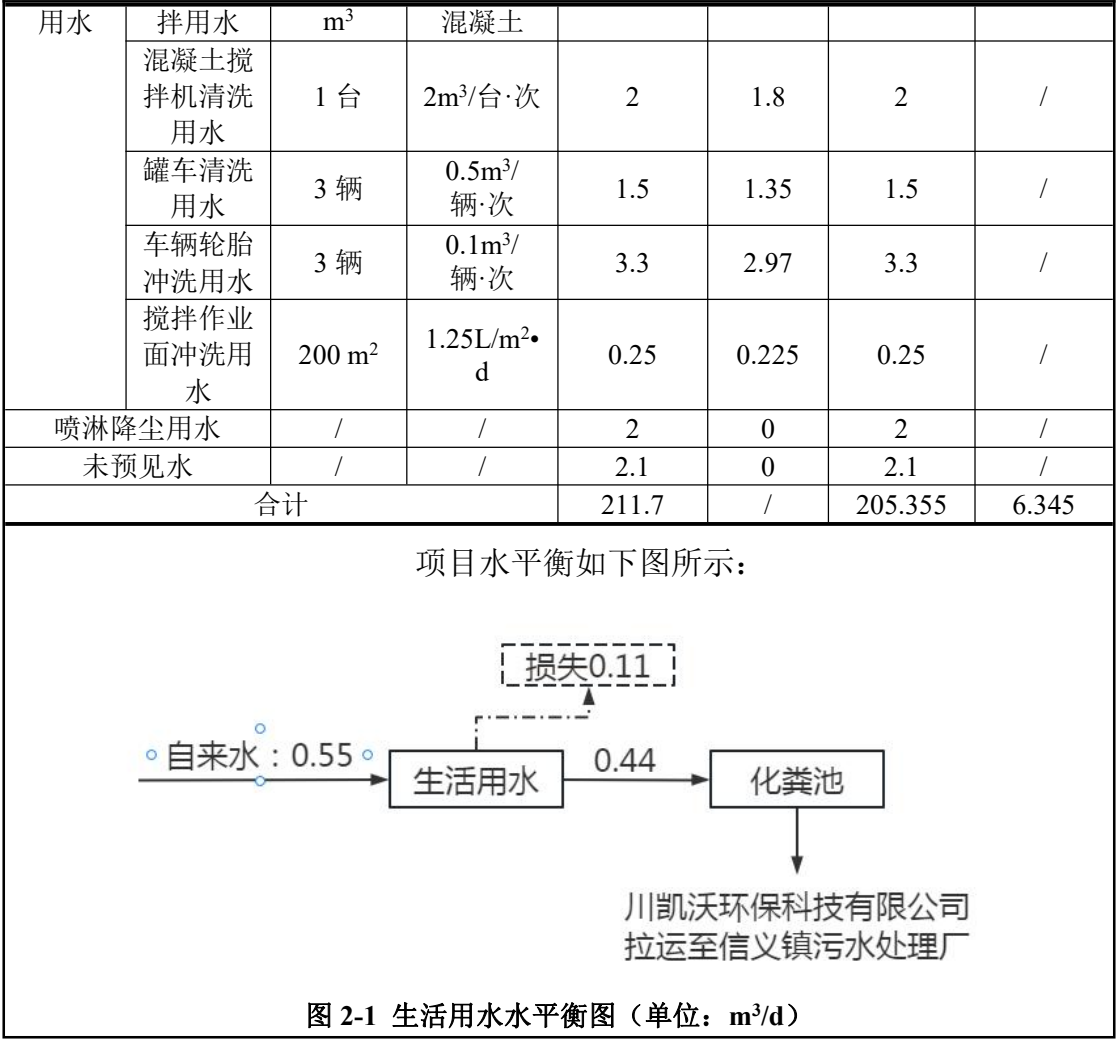 用水 拌用水 m³ 混凝土
混凝土搅
拌机清洗
用水
1 台 2m³/台·次 2 1.8 2 /
罐车清洗
用水
3 辆 0.5m³/
辆·次
1.5 1.35 1.5 /
车辆轮胎
冲洗用水
3 辆 0.1m³/
辆·次
3.3 2.97 3.3 /
搅拌作业
面冲洗用
水
200 m² 1.25L/m²•
d
0.25 0.225 0.25 /
喷淋降尘用水 / / 2 0 2 /
未预见水 / / 2.1 0 2.1 /
合计 211.7 / 205.355 6.345
项目水平衡如下图所示：
损失0.11
自来水：0.55
生活用水
0.44
化粪池
川凯沃环保科技有限公司
拉运至信义镇污水处理厂
图 2-1 生活用水水平衡图（单位：m³/d）